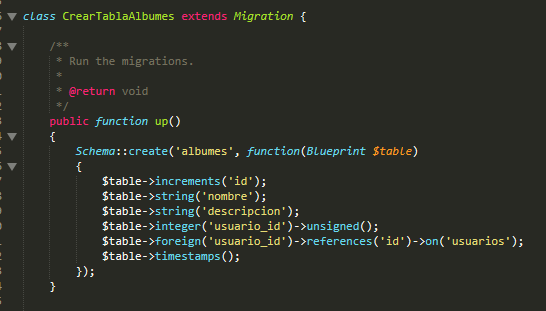 class CrearTablaAlbumes extends Migration {
/**
* Run the migrations.
*
* @return void
*/
public function up()
{
Schema::create('albumes', function(Blueprint $table)
{
$table->increments('id');
$table->string('nombre');
$table->string('descripcion');
$table->integer('usuario_id')->unsigned();
$table->foreign('usuario_id')->references('id')->on('usuarios');
$table->timestamps();
});
}